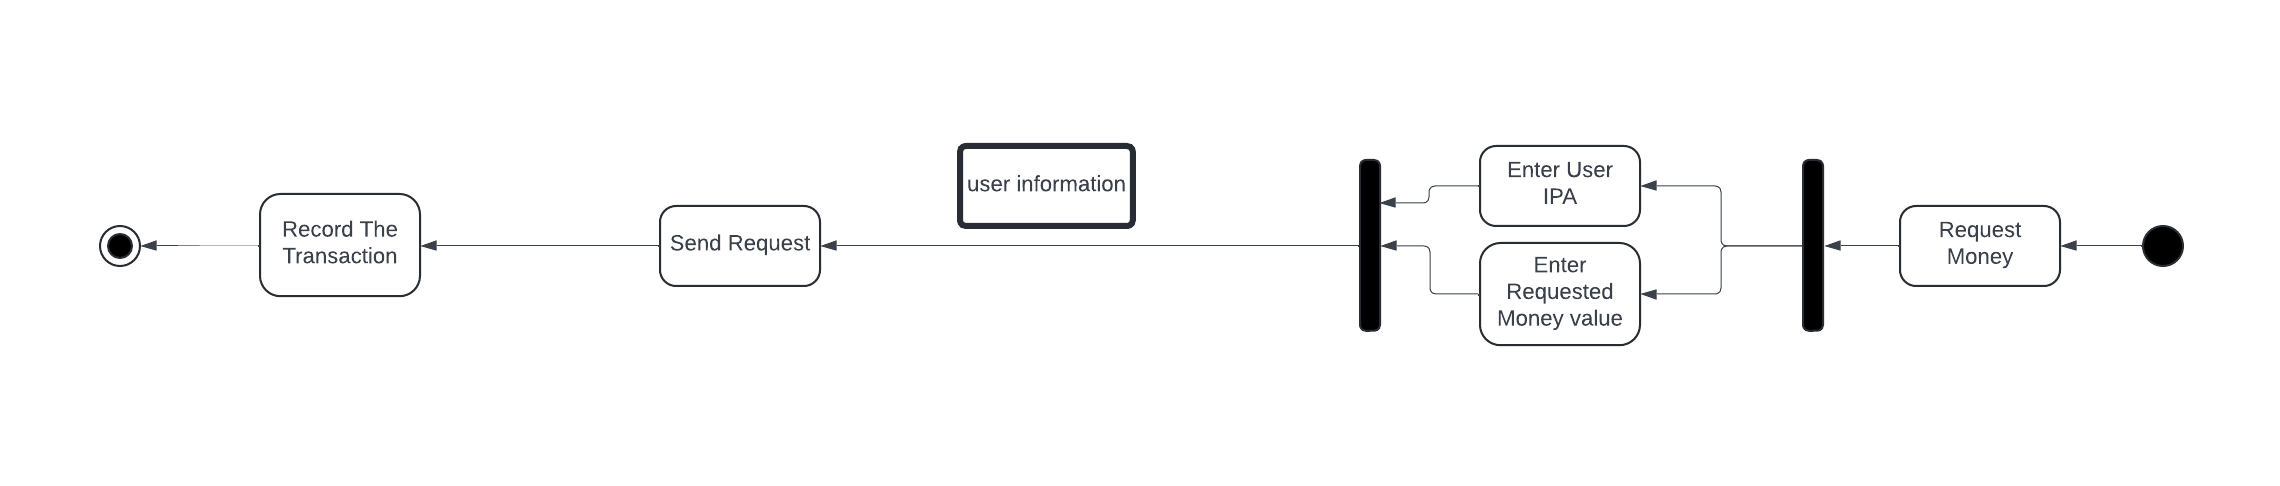 Record The
Transaction
Send Request
user information
Enter User
IPA
Enter
Requested
Money value
Request
Money